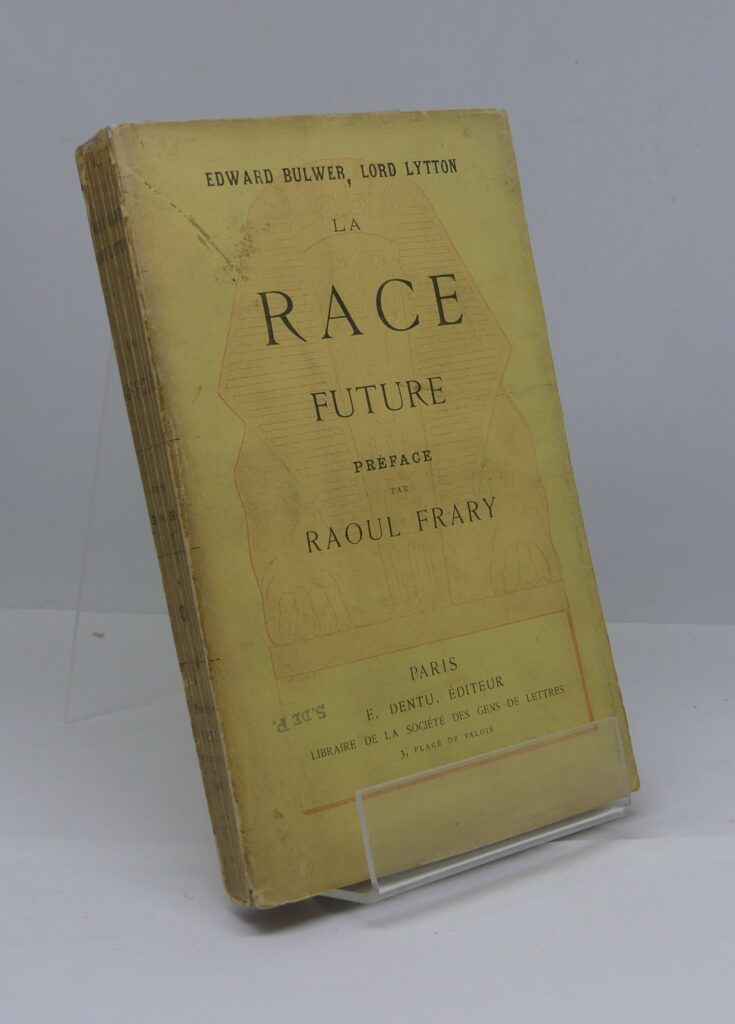 EDWARD BULWER, LORD LYTTON
LA
RACE
FUTURE
PRÉFACE
PAR
RAOUL FRARY
PARIS
E. DENTU, ÉDITEUR
LIBRAIRE DE LA SOCIÉTÉ DES GENS DE LETTRES
3, PLACE DE VALOIS
S. DE P.